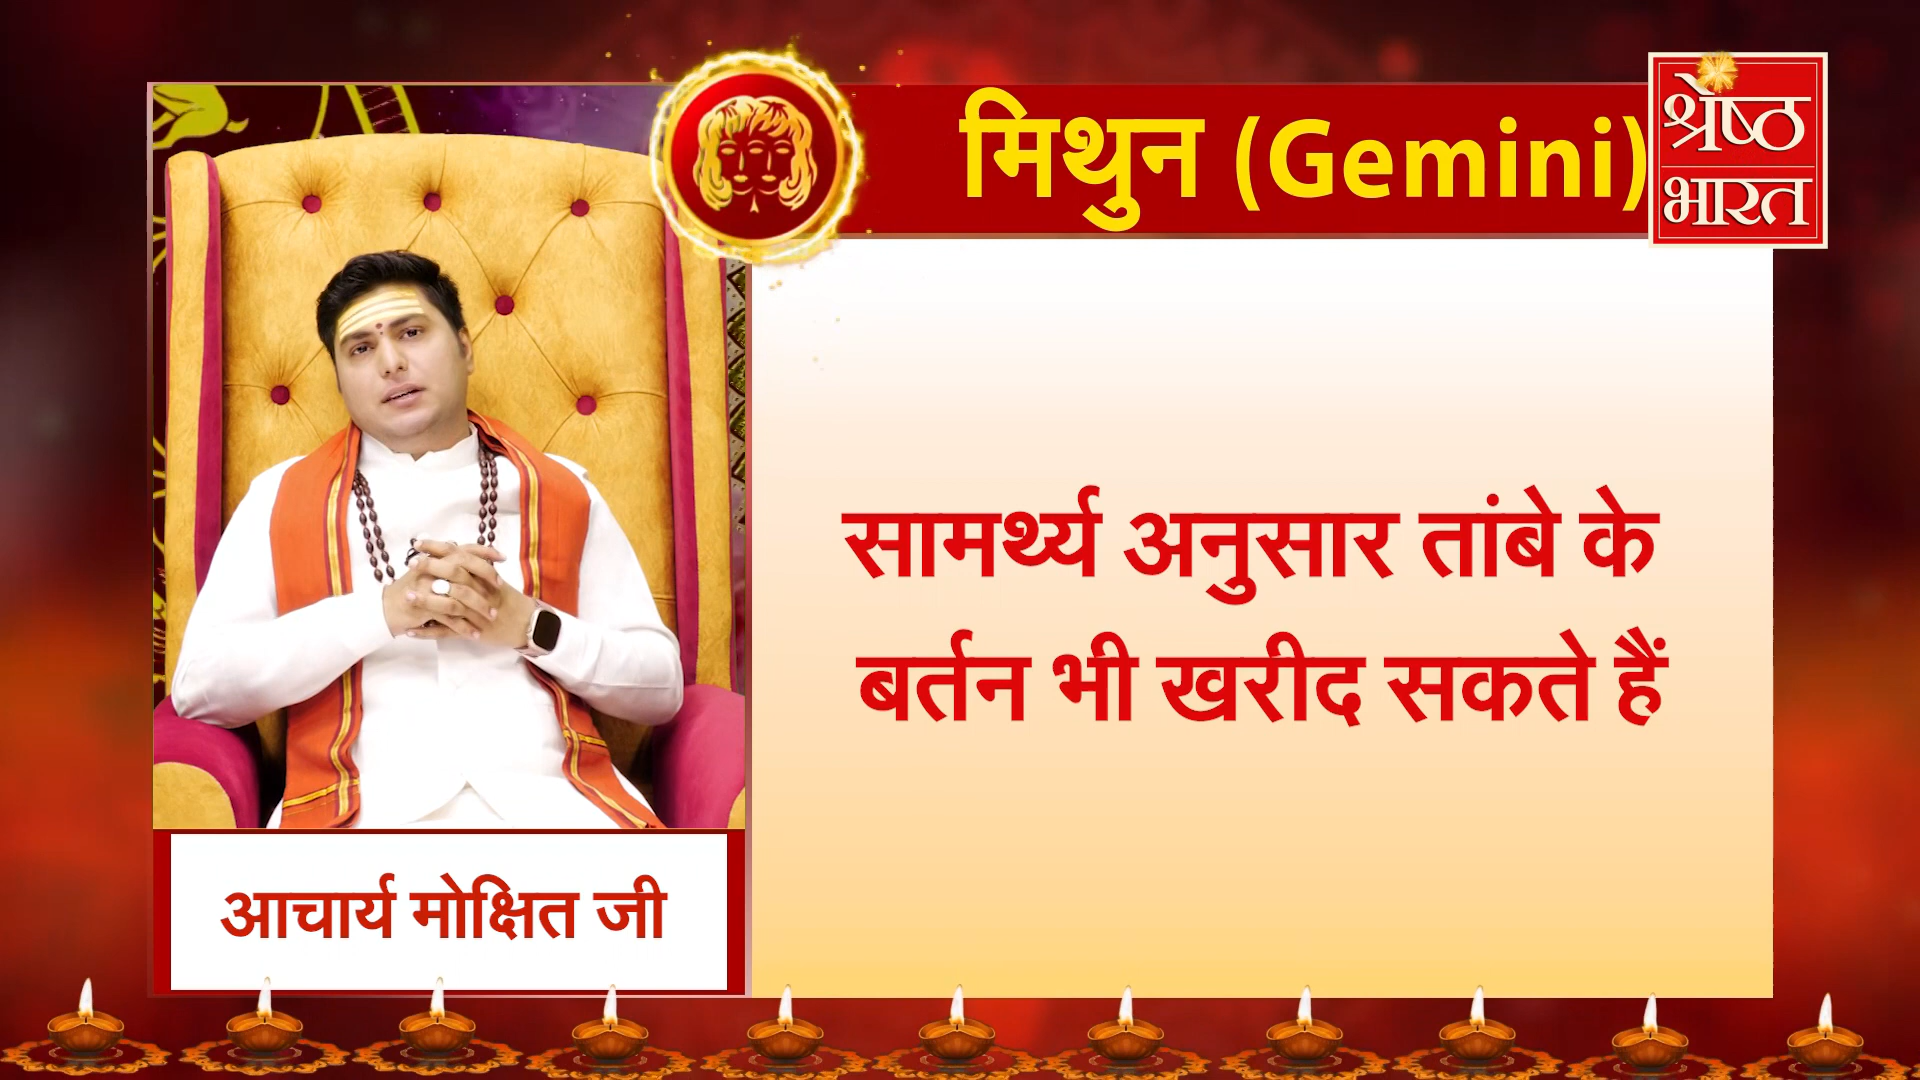 मिथुन (Gemini)
श्रेष्ठ
भारत
सामर्थ्य अनुसार तांबे के
बर्तन भी खरीद सकते हैं
आचार्य मोक्षित जी